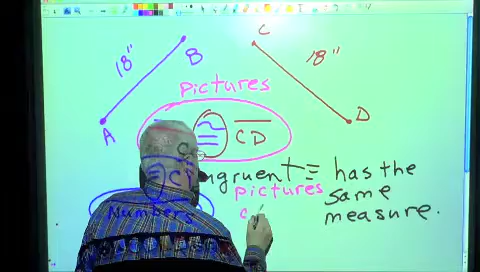 C
B
18"
18"
Pictures
A
D
≅ CD
ngruent = has the
pictures same
Numbers measure.